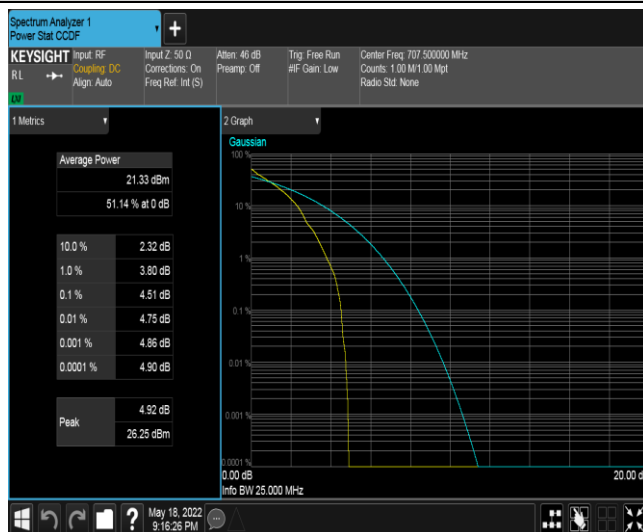 Spectrum Analyzer 1
Power Stat CCDF
+
KEYSIGHT
RL
LXI
Input: RF
Coupling: DC
Align: Auto
Input Z: 50 Ω
Corrections: On
Freq Ref: Int (S)
Atten: 46 dB
Preamp: Off
Trig: Free Run
#IF Gain: Low
Center Freq: 707.500000 MHz
Counts: 1.00 M/1.00 Mpt
Radio Std: None
1 Metrics
Average Power
21.33 dBm
51.14 % at 0 dB
10.0 % 2.32 dB
1.0 % 3.80 dB
0.1 % 4.51 dB
0.01 % 4.75 dB
0.001 % 4.86 dB
0.0001 % 4.90 dB
Peak
4.92 dB
26.25 dBm
2 Graph
Gaussian
100 %
10 %
1 %
0.1 %
0.01 %
0.001 %
0.0001 %
0.00 dB
20.00 d
Info BW 25.000 MHz
?
May 18, 2022
9:16:26 PM